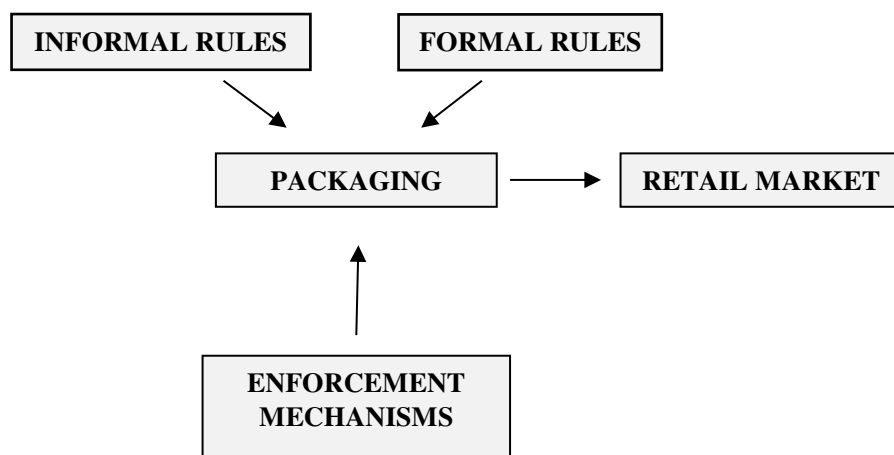 INFORMAL RULES
FORMAL RULES
PACKAGING
RETAIL MARKET
ENFORCEMENT
MECHANISMS